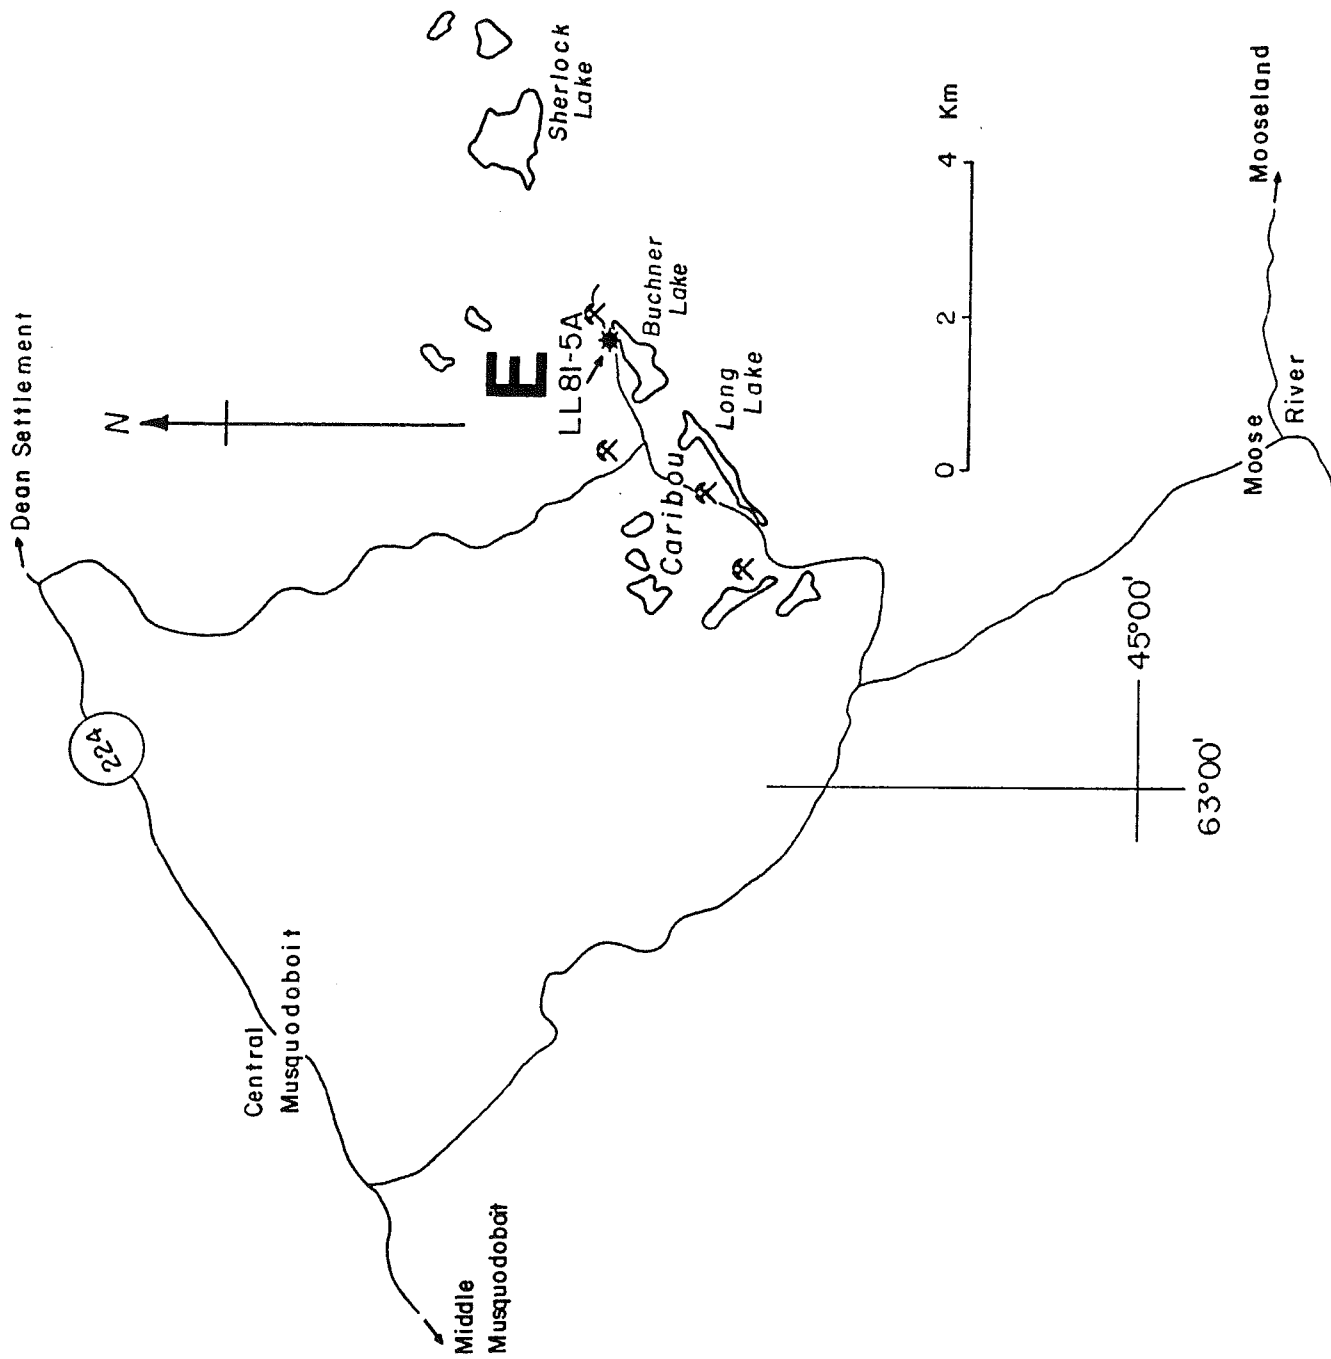 Dean Settlement
N
224
Central
Musquodoboit
Middle
Musquodoboit
E
LL81-5A
Sherlock
Lake
Buchner
Lake
Long
Lake
Caribou
0 2 4 Km
Moose
River
Mooseland
45°00'
63°00'